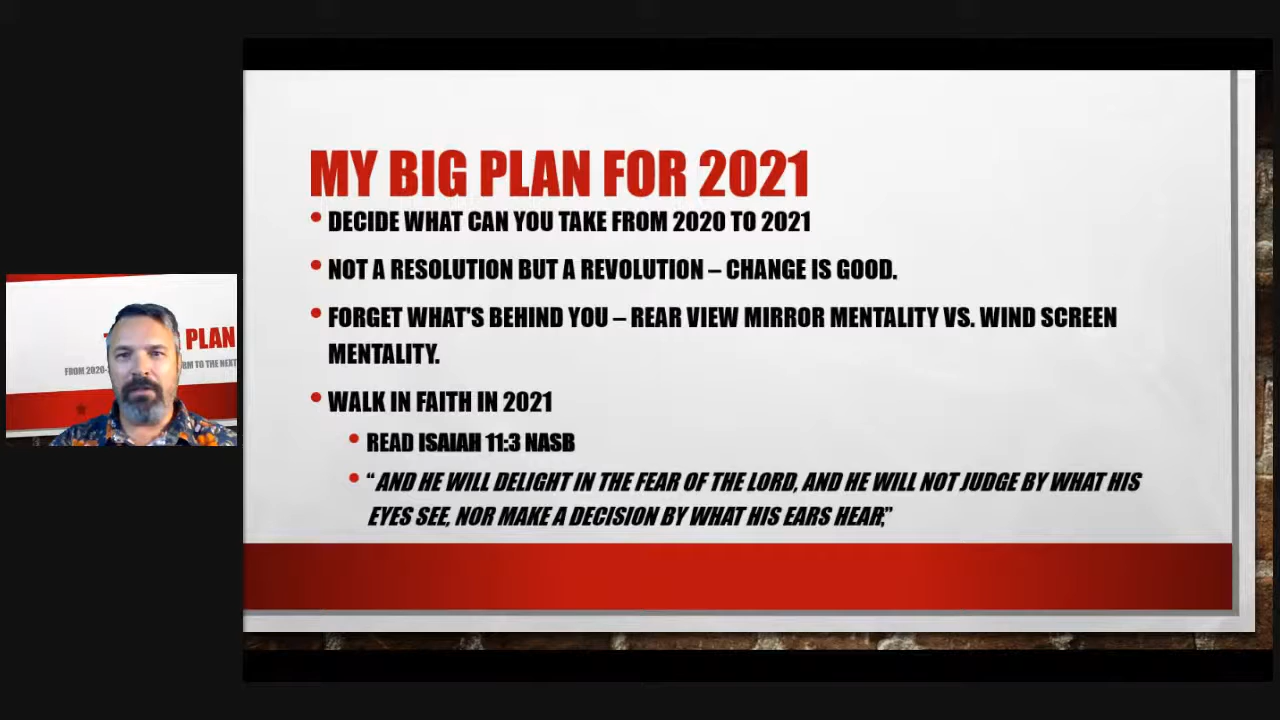 MY BIG PLAN FOR 2021
• DECIDE WHAT CAN YOU TAKE FROM 2020 TO 2021
• NOT A RESOLUTION BUT A REVOLUTION – CHANGE IS GOOD.
• FORGET WHAT'S BEHIND YOU – REAR VIEW MIRROR MENTALITY VS. WIND SCREEN
MENTALITY.
• WALK IN FAITH IN 2021
• READ ISAIAH 11:3 NASB
• “ AND HE WILL DELIGHT IN THE FEAR OF THE LORD, AND HE WILL NOT JUDGE BY WHAT HIS
EYES SEE, NOR MAKE A DECISION BY WHAT HIS EARS HEAR;”
PLAN
FROM 2020- TO THE NEXT